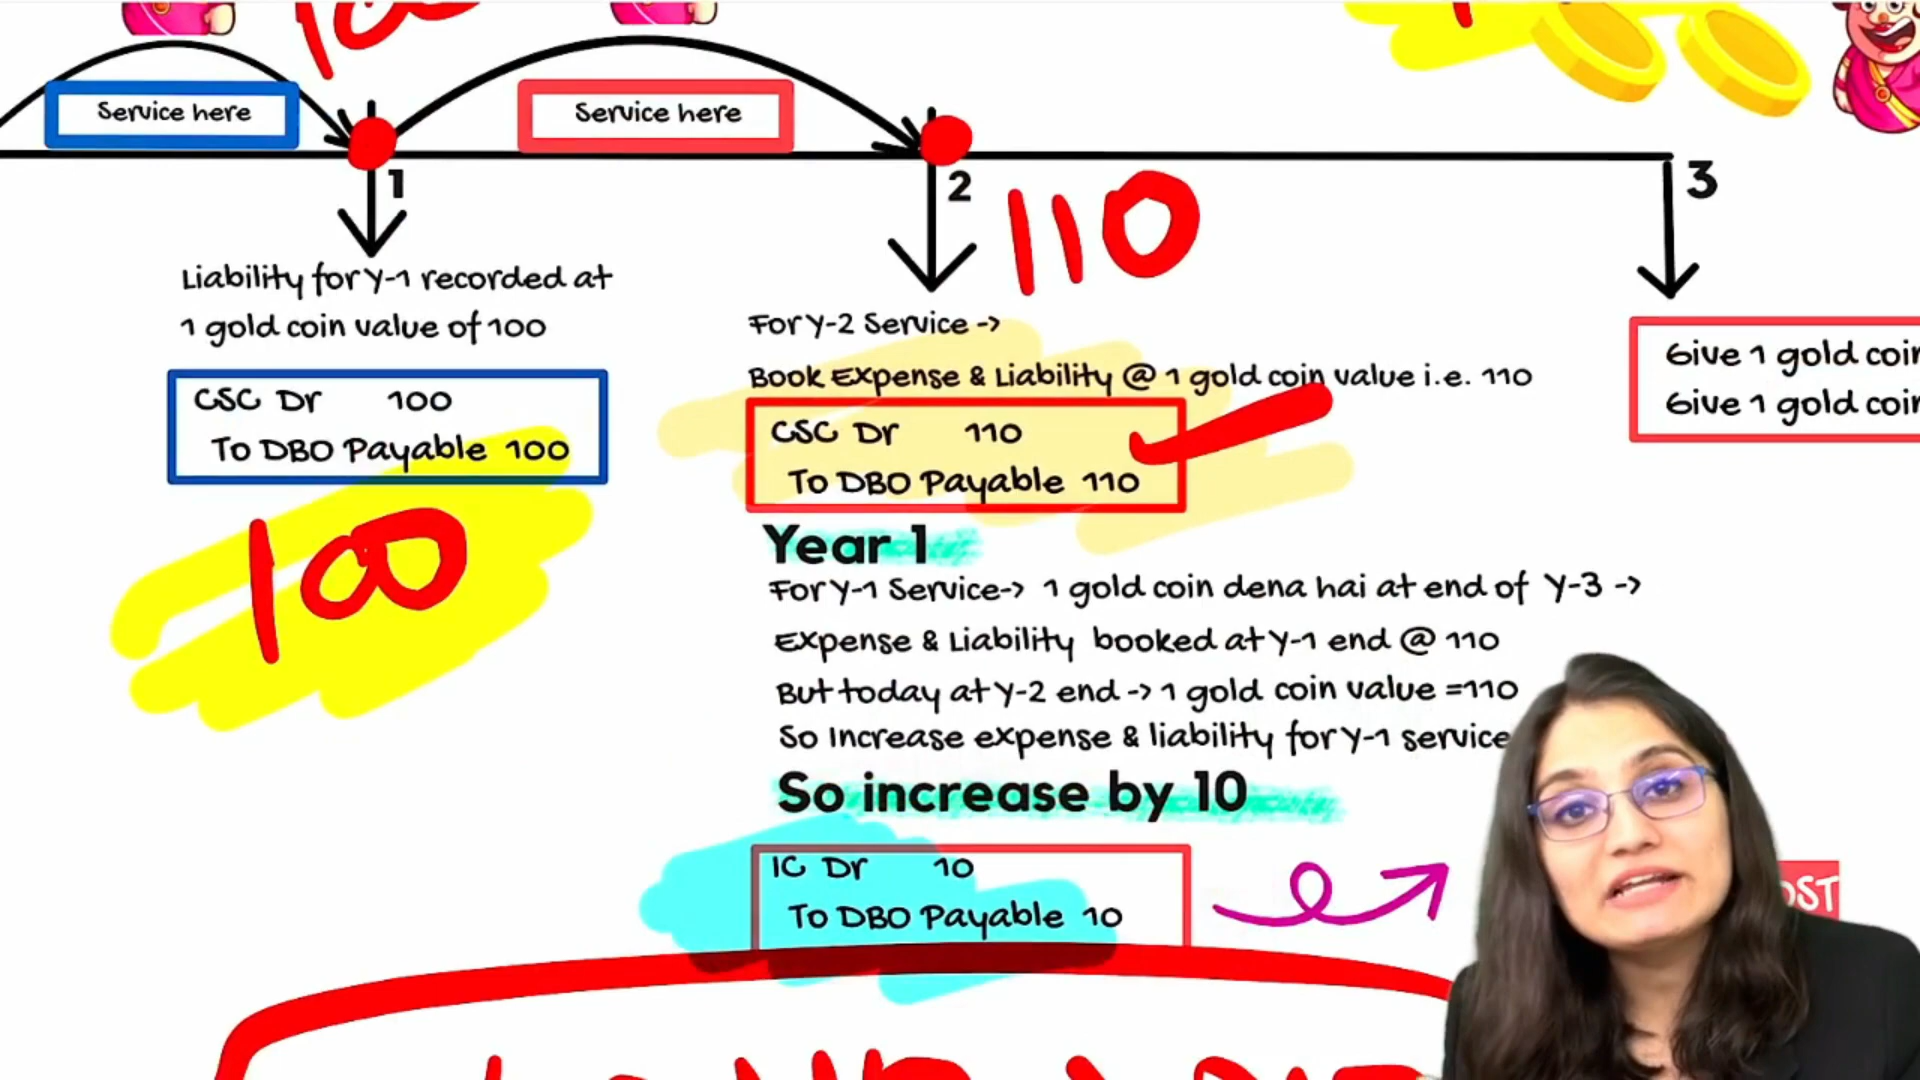 Service here
Service here
1
2
3
110
Liability for Y-1 recorded at
1 gold coin value of 100
CSC Dr 100
To DBO Payable 100
100
For Y-2 Service ->
Book Expense & Liability @ 1 gold coin value i.e. 110
CSC Dr 110
To DBO Payable 110
Year 1
For Y-1 Service-> 1 gold coin dena hai at end of Y-3 ->
Expense & Liability booked at Y-1 end @ 110
But today at Y-2 end -> 1 gold coin value =110
So Increase expense & liability for Y-1 service
So increase by 10
IC Dr 10
To DBO Payable 10
Give 1 gold coin
Give 1 gold coin